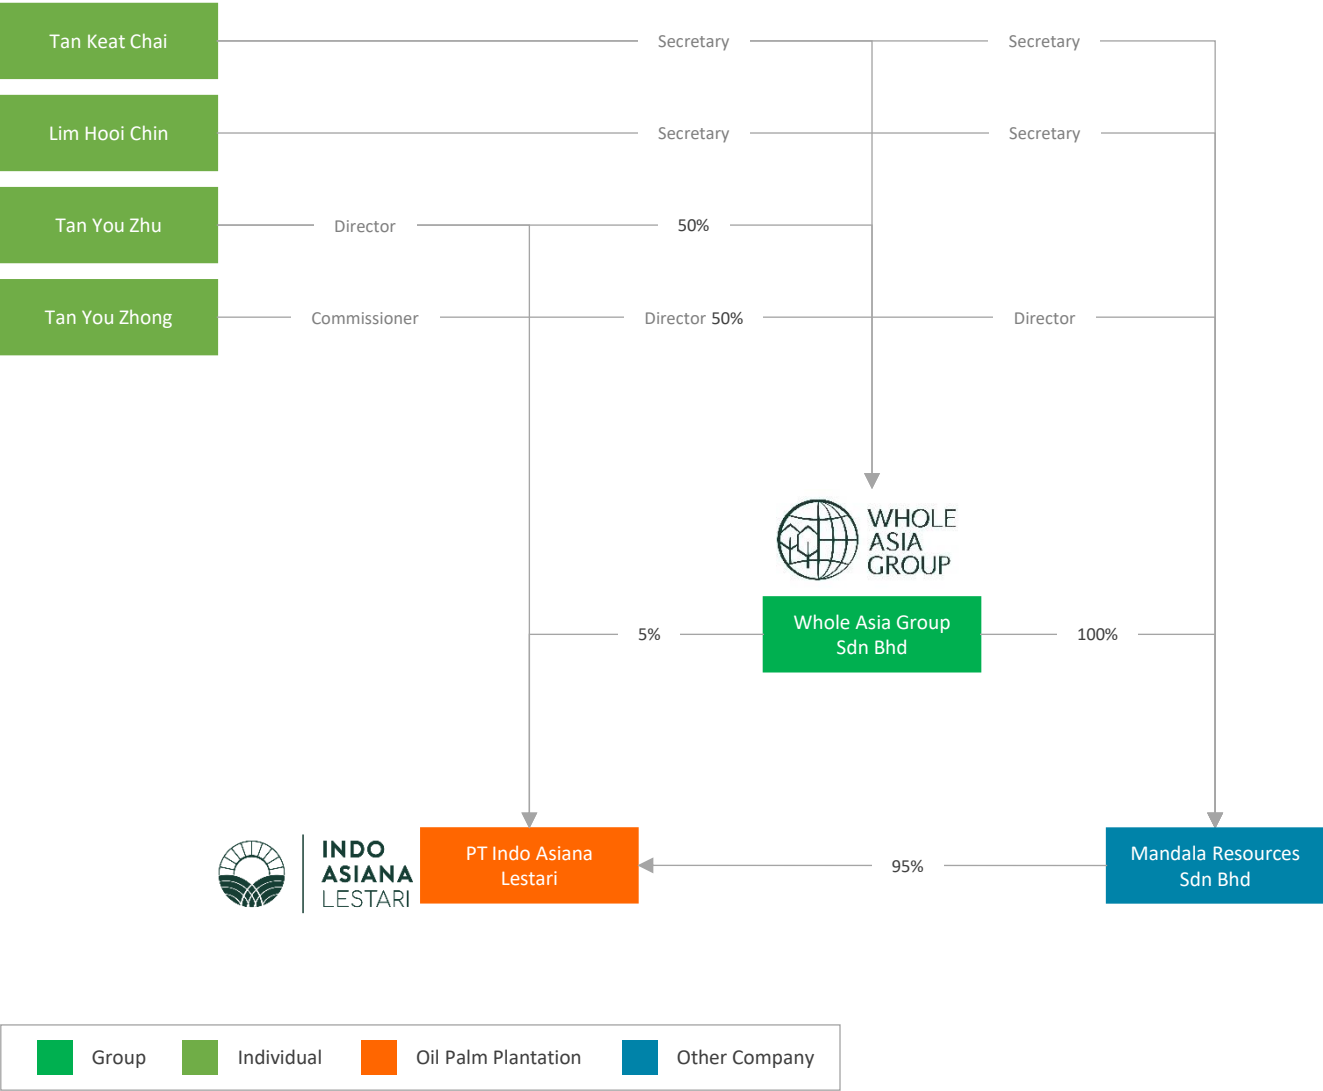 Tan Keat Chai
Secretary
Secretary
Lim Hooi Chin
Secretary
Secretary
Tan You Zhu
Director
50%
Tan You Zhong
Commissioner
Director 50%
Director
WHOLE
ASIA
GROUP
Whole Asia Group
Sdn Bhd
5%
100%
INDO
ASIANA
LESTARI
PT Indo Asiana
Lestari
95%
Mandala Resources
Sdn Bhd
Group
Individual
Oil Palm Plantation
Other Company